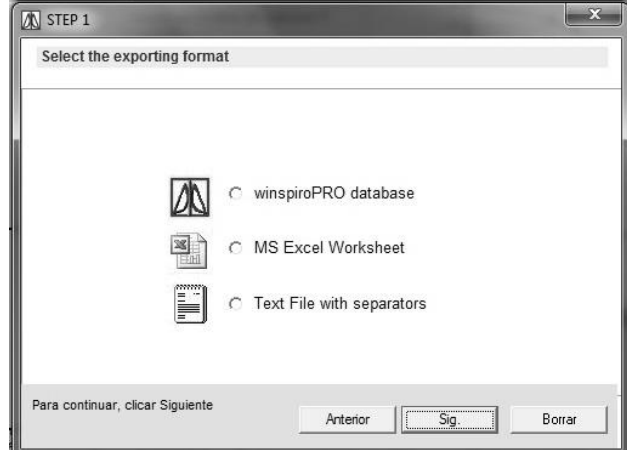 STEP 1
Select the exporting format
winspiroPRO database
MS Excel Worksheet
Text File with separators
Para continuar, clicar Siguiente
Anterior
Sig.
Borrar